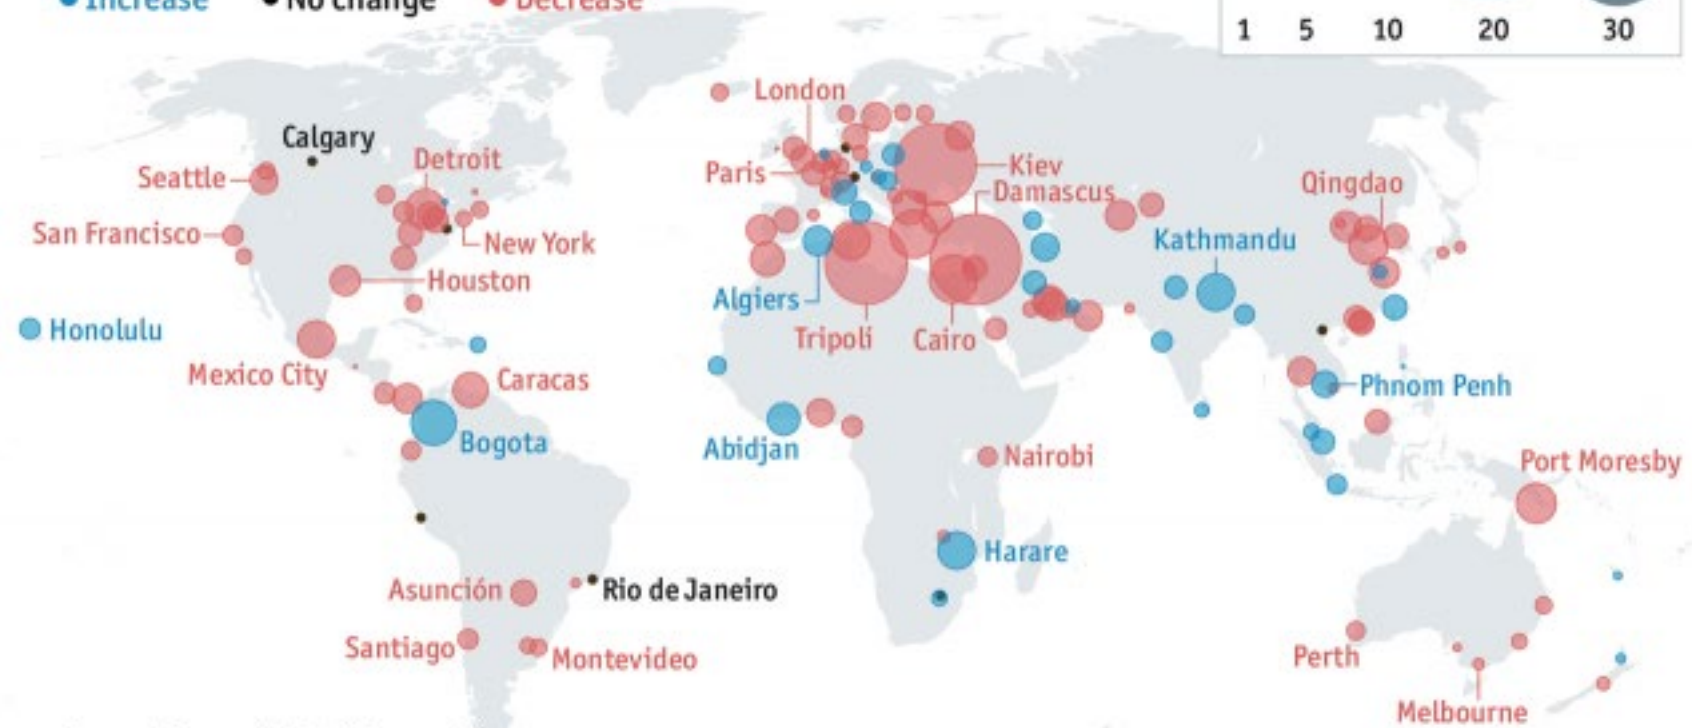 Increase No change Decrease
1 5 10 20 30
London
Calgary
Detroit
Seattle
Paris
Kiev
Damascus
Qingdao
San Francisco
New York
Kathmandu
Houston
Algiers
Honolulu
Tripoli Cairo
Mexico City
Caracas
Phnom Penh
Bogota
Abidjan
Nairobi
Port Moresby
Harare
Asunción
Rio de Janeiro
Santiago
Montevideo
Perth
Melbourne